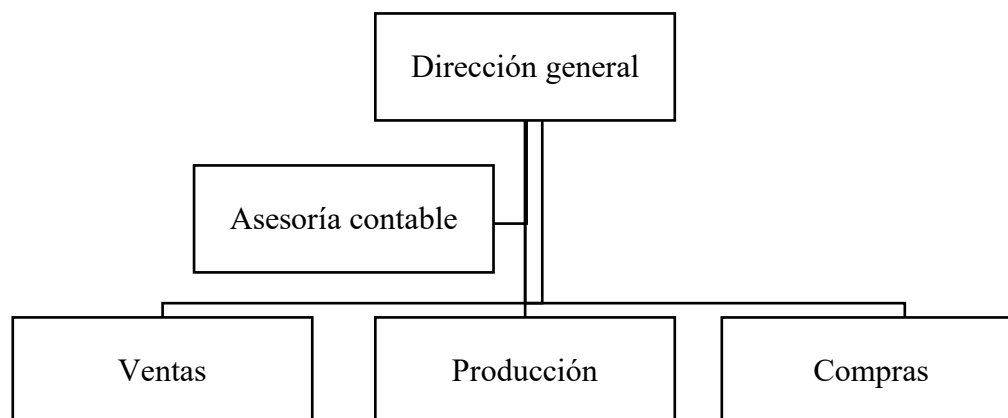 Dirección general
Asesoría contable
Ventas
Producción
Compras